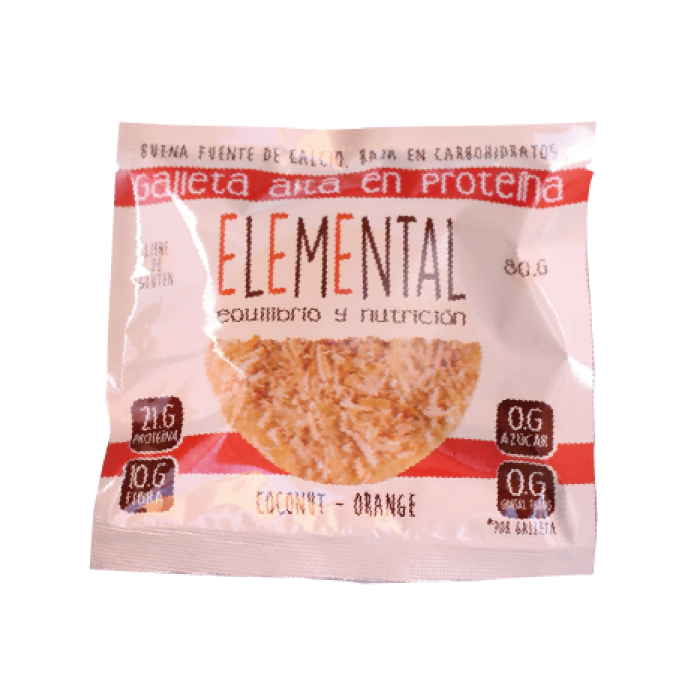 BUENA FUENTE DE CALCIO. BAJA EN CARBOHIDRATOS
Galleta alta en Proteína
ELEMENTAL
equilibrio y nutrición
LIBRE
DE
GLUTEN
80.G
21.G
PROTEÍNA
10.G
FIBRA
0.G
AZÚCAR
0.G
COCONUT - ORANGE
*POR GALLETA